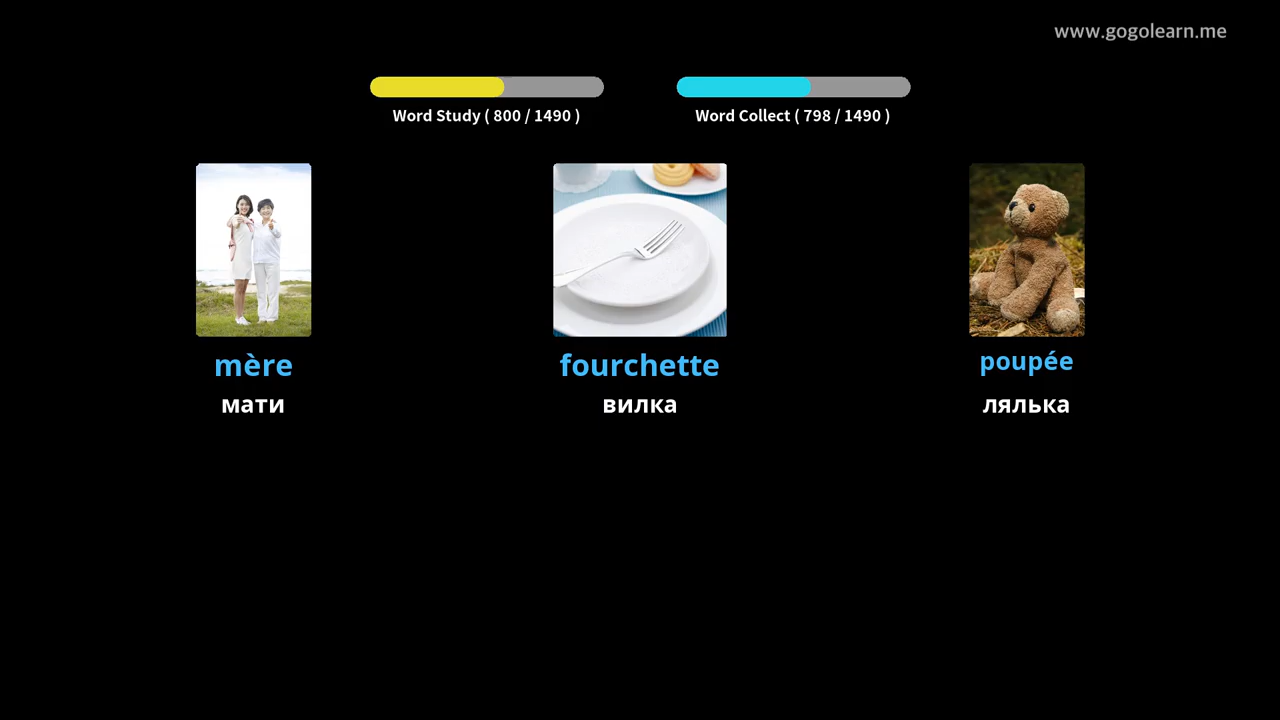 www.gogolearn.me
Word Study ( 800 / 1490 )
Word Collect ( 798 / 1490 )
mère
fourchette
poupée
мати
вилка
лялька